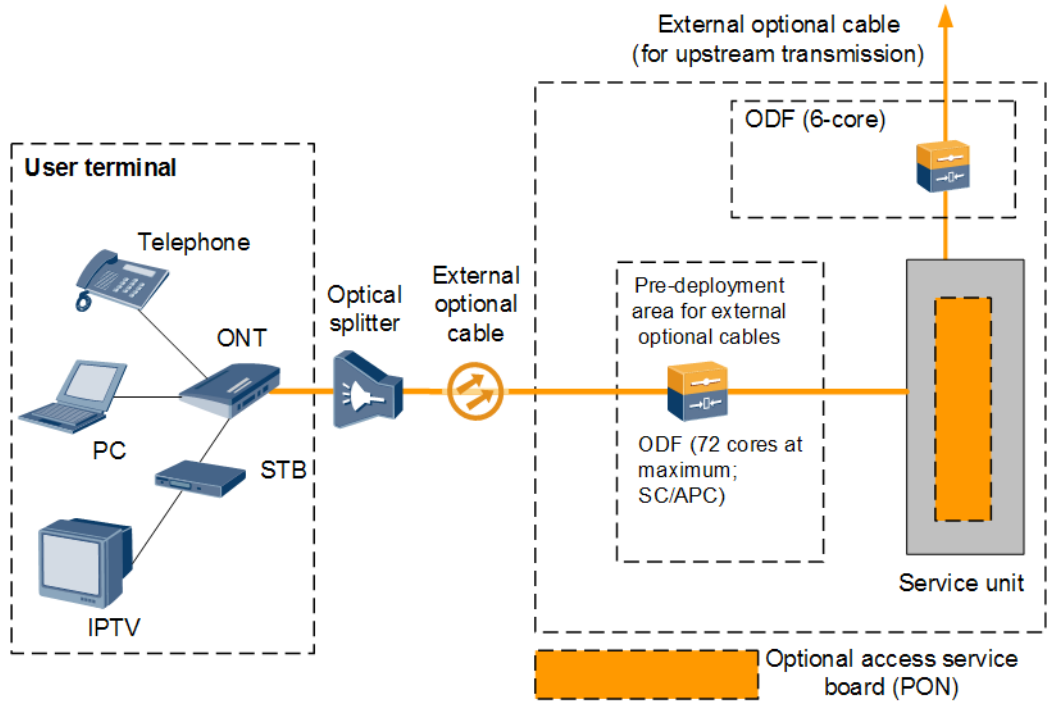 External optional cable
(for upstream transmission)
ODF (6-core)
User terminal
Telephone
ONT
PC
STB
IPTV
Optical
splitter
External
optional
cable
Pre-deployment
area for external
optional cables
ODF (72 cores at
maximum;
SC/APC)
Service unit
Optional access service
board (PON)